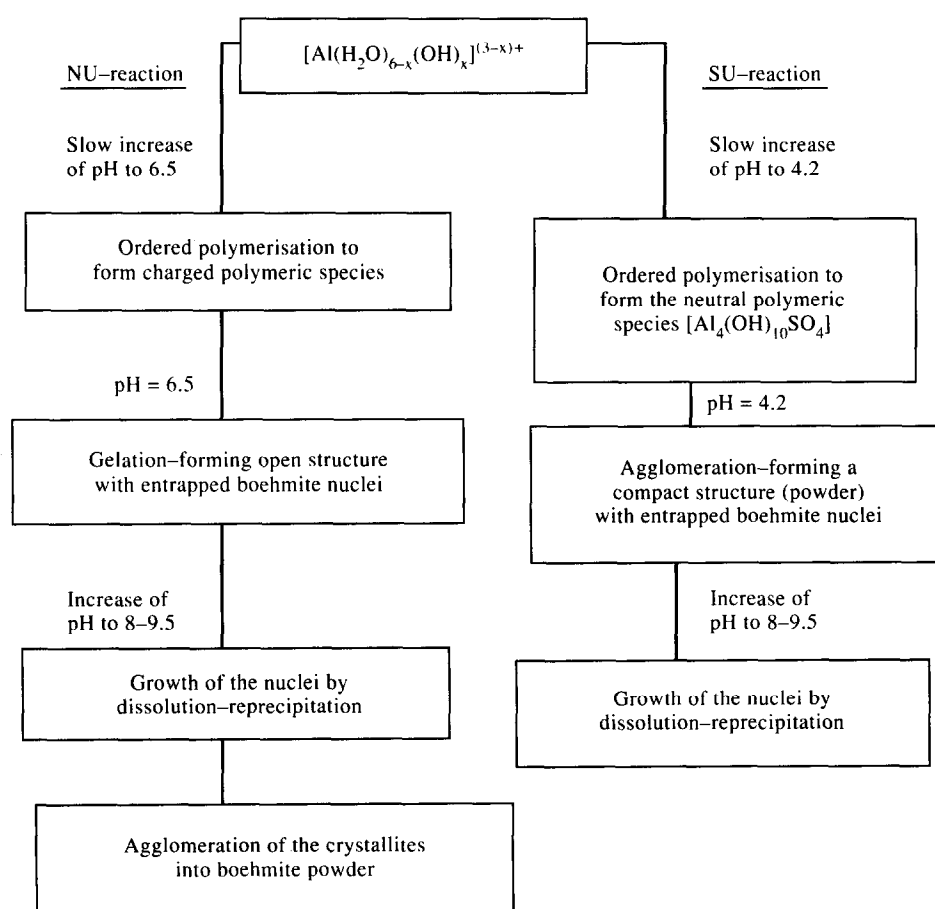 [Al(H₂O)₆₋ₓ(OH)ₓ]⁽³⁻ˣ⁾⁺
NU–reaction
Slow increase
of pH to 6.5
Ordered polymerisation to
form charged polymeric species
pH = 6.5
Gelation–forming open structure
with entrapped boehmite nuclei
Increase of
pH to 8–9.5
Growth of the nuclei by
dissolution–reprecipitation
Agglomeration of the crystallites
into boehmite powder
SU–reaction
Slow increase
of pH to 4.2
Ordered polymerisation to
form the neutral polymeric
species [Al₄(OH)₁₀SO₄]
pH = 4.2
Agglomeration–forming a
compact structure (powder)
with entrapped boehmite nuclei
Increase of
pH to 8–9.5
Growth of the nuclei by
dissolution–reprecipitation